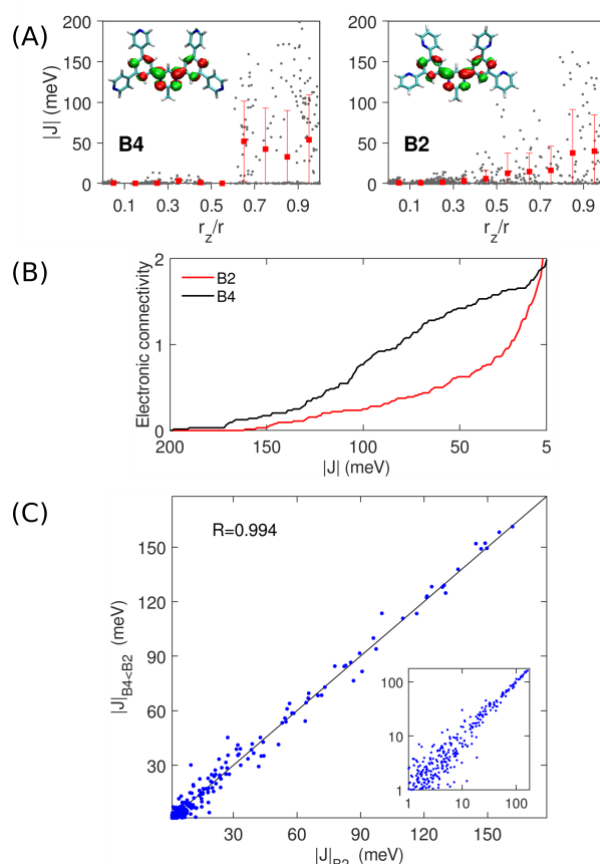 (A)
|J| (meV)
200
150
100
50
0
B4
0.1 0.3 0.5 0.7 0.9
r_z/r
200
150
100
50
0
B2
0.1 0.3 0.5 0.7 0.9
r_z/r
(B)
Electronic connectivity
2
1
0
B2
B4
200 150 100 50 5
|J| (meV)
(C)
R=0.994
|J|_B4<B2 (meV)
150
120
90
60
30
100
10
1
1 10 100
30 60 90 120 150
|J|_B2 (meV)